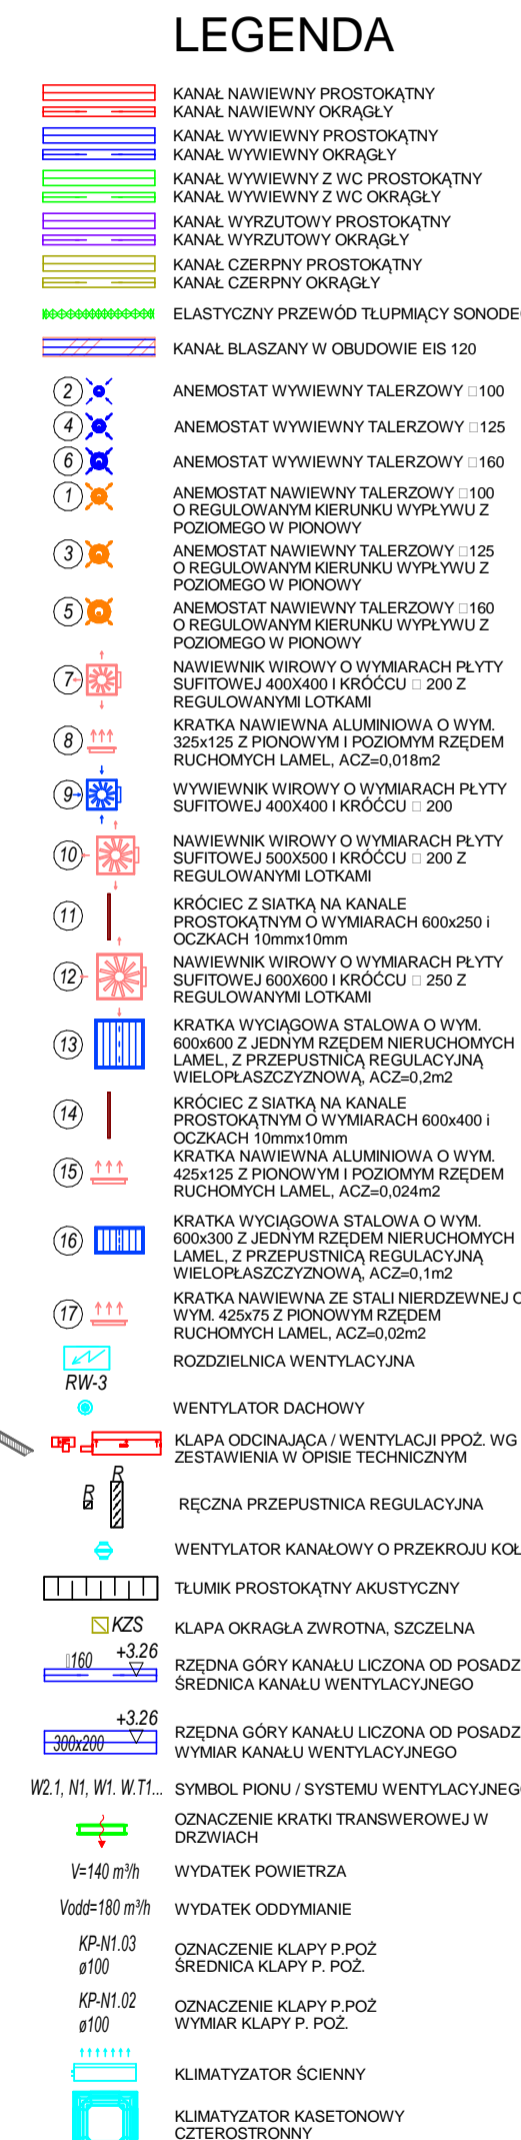 LEGENDA
KANAŁ NAWIEWNY PROSTOKĄTNY
KANAŁ NAWIEWNY OKRĄGŁY
KANAŁ WYWIEWNY PROSTOKĄTNY
KANAŁ WYWIEWNY OKRĄGŁY
KANAŁ WYWIEWNY Z WC PROSTOKĄTNY
KANAŁ WYWIEWNY Z WC OKRĄGŁY
KANAŁ WYRZUTOWY PROSTOKĄTNY
KANAŁ WYRZUTOWY OKRĄGŁY
KANAŁ CZERPNY PROSTOKĄTNY
KANAŁ CZERPNY OKRĄGŁY
ELASTYCZNY PRZEWÓD TŁUPMIĄCY SONODE
KANAŁ BLASZANY W OBUDOWIE EIS 120
2 ANEMOSTAT WYWIEWNY TALERZOWY □100
4 ANEMOSTAT WYWIEWNY TALERZOWY □125
6 ANEMOSTAT WYWIEWNY TALERZOWY □160
1 ANEMOSTAT NAWIEWNY TALERZOWY □100
O REGULOWANYM KIERUNKU WYPŁYWU Z
POZIOMEGO W PIONOWY
3 ANEMOSTAT NAWIEWNY TALERZOWY □125
O REGULOWANYM KIERUNKU WYPŁYWU Z
POZIOMEGO W PIONOWY
5 ANEMOSTAT NAWIEWNY TALERZOWY □160
O REGULOWANYM KIERUNKU WYPŁYWU Z
POZIOMEGO W PIONOWY
7 NAWIEWNIK WIROWY O WYMIARACH PŁYTY
SUFITOWEJ 400X400 I KRÓĆCU □ 200 Z
REGULOWANYMI LOTKAMI
8 KRATKA NAWIEWNA ALUMINIOWA O WYM.
325x125 Z PIONOWYM I POZIOMYM RZĘDEM
RUCHOMYCH LAMEL, ACZ=0,018m2
9 WYWIEWNIK WIROWY O WYMIARACH PŁYTY
SUFITOWEJ 400X400 I KRÓĆCU □ 200
10 NAWIEWNIK WIROWY O WYMIARACH PŁYTY
SUFITOWEJ 500X500 I KRÓĆCU □ 200 Z
REGULOWANYMI LOTKAMI
11 KRÓCIEC Z SIATKĄ NA KANALE
PROSTOKĄTNYM O WYMIARACH 600x250 i
OCZKACH 10mmx10mm
12 NAWIEWNIK WIROWY O WYMIARACH PŁYTY
SUFITOWEJ 600X600 I KRÓĆCU □ 250 Z
REGULOWANYMI LOTKAMI
13 KRATKA WYCIĄGOWA STALOWA O WYM.
600x600 Z JEDNYM RZĘDEM NIERUCHOMYCH
LAMEL, Z PRZEPUSTNICĄ REGULACYJNĄ
WIELOPŁASZCZYZNOWĄ, ACZ=0,2m2
14 KRÓCIEC Z SIATKĄ NA KANALE
PROSTOKĄTNYM O WYMIARACH 600x400 i
OCZKACH 10mmx10mm
15 KRATKA NAWIEWNA ALUMINIOWA O WYM.
425x125 Z PIONOWYM I POZIOMYM RZĘDEM
RUCHOMYCH LAMEL, ACZ=0,024m2
16 KRATKA WYCIĄGOWA STALOWA O WYM.
600x300 Z JEDNYM RZĘDEM NIERUCHOMYCH
LAMEL, Z PRZEPUSTNICĄ REGULACYJNĄ
WIELOPŁASZCZYZNOWĄ, ACZ=0,1m2
17 KRATKA NAWIEWNA ZE STALI NIERDZEWNEJ O
WYM. 425x75 Z PIONOWYM RZĘDEM
RUCHOMYCH LAMEL, ACZ=0,02m2
ROZDZIELNICA WENTYLACYJNA
RW-3
WENTYLATOR DACHOWY
KLAPA ODCINAJĄCA / WENTYLACJI PPOŻ. WG
ZESTAWIENIA W OPISIE TECHNICZNYM
R R RĘCZNA PRZEPUSTNICA REGULACYJNA
WENTYLATOR KANAŁOWY O PRZEKROJU KOŁ
TŁUMIK PROSTOKĄTNY AKUSTYCZNY
KZS KLAPA OKRAGŁA ZWROTNA, SZCZELNA
▯160 +3.26 RZĘDNA GÓRY KANAŁU LICZONA OD POSADZ
ŚREDNICA KANAŁU WENTYLACYJNEGO
300x200 +3.26 RZĘDNA GÓRY KANAŁU LICZONA OD POSADZ
WYMIAR KANAŁU WENTYLACYJNEGO
W2.1, N1, W1. W.T1... SYMBOL PIONU / SYSTEMU WENTYLACYJNEGO
OZNACZENIE KRATKI TRANSWEROWEJ W
DRZWIACH
V=140 m³/h WYDATEK POWIETRZA
Vodd=180 m³/h WYDATEK ODDYMIANIE
KP-N1.03 OZNACZENIE KLAPY P.POŻ
ø100 ŚREDNICA KLAPY P. POŻ.
KP-N1.02 OZNACZENIE KLAPY P.POŻ
ø100 WYMIAR KLAPY P. POŻ.
KLIMATYZATOR ŚCIENNY
KLIMATYZATOR KASETONOWY
CZTEROSTRONNY